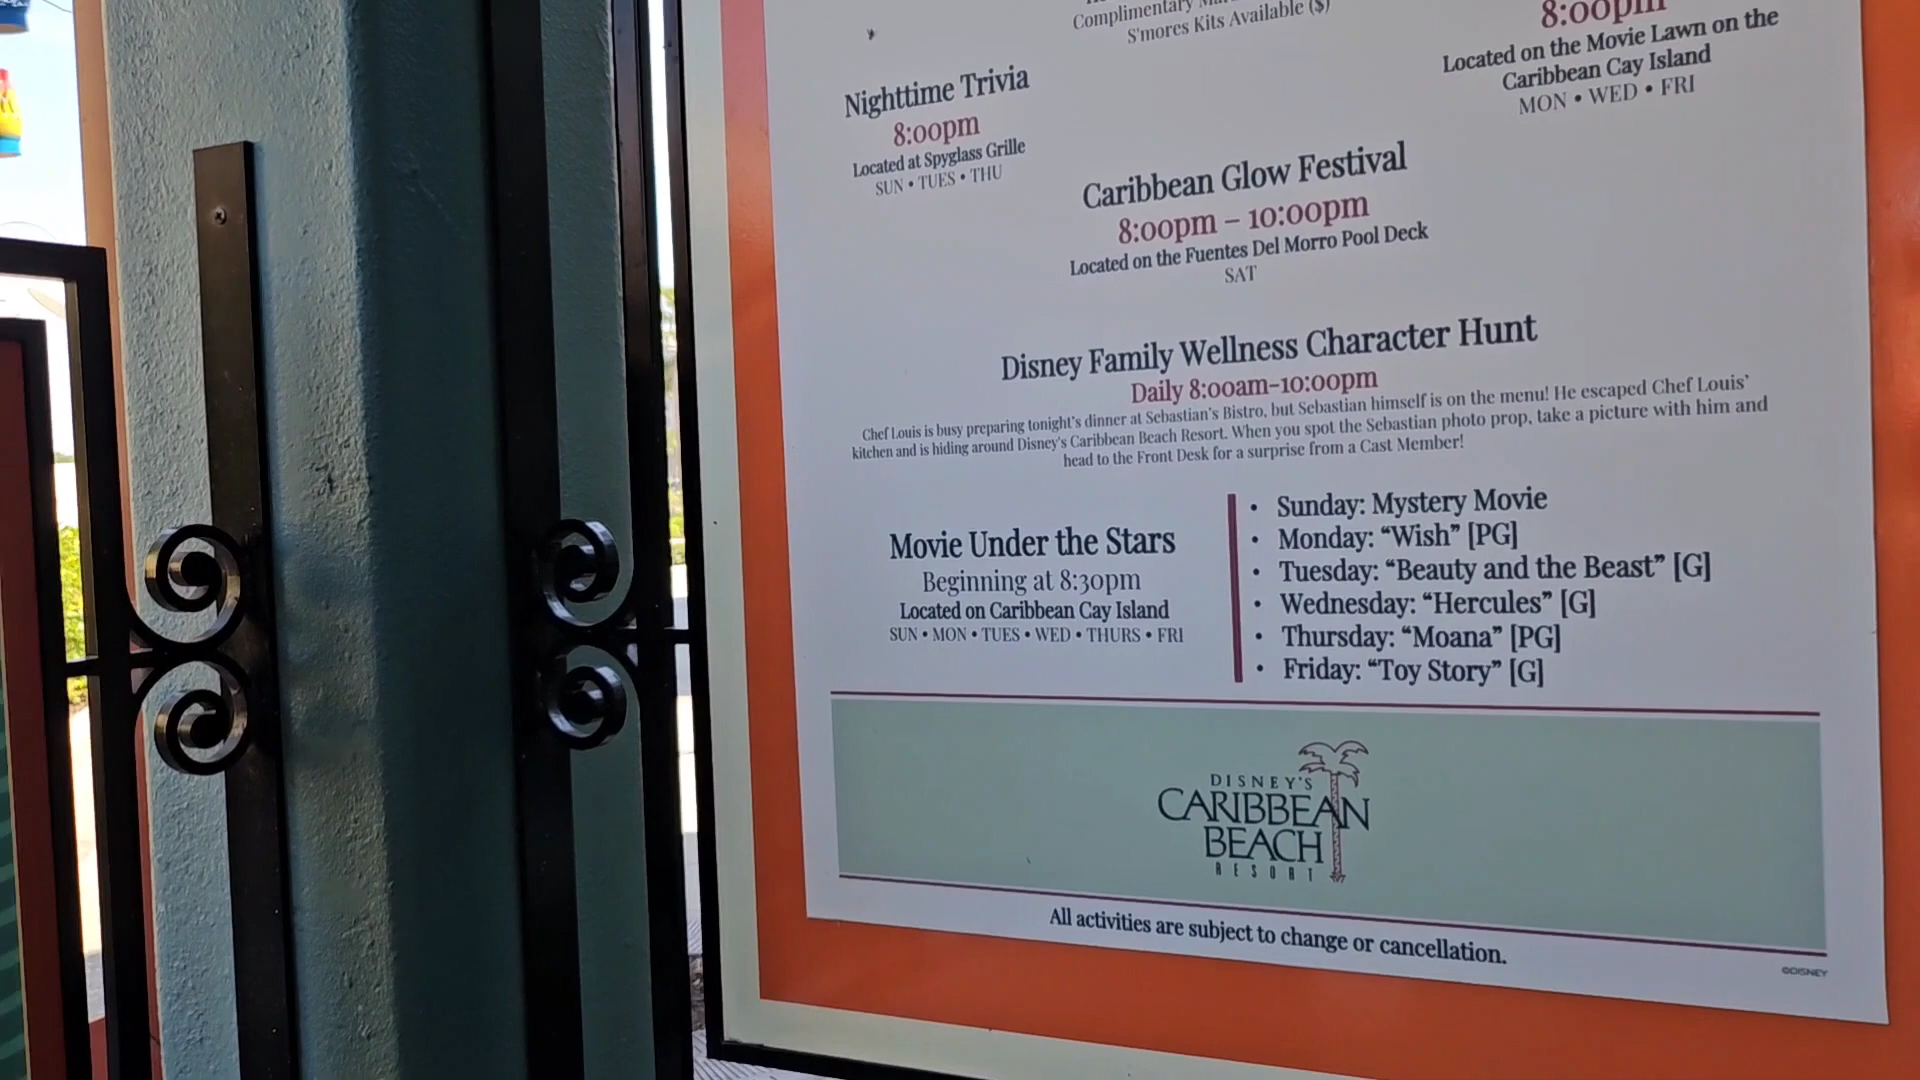 Complimentary
S'mores Kits Available ($)
8:00pm
Located on the Movie Lawn on the
Caribbean Cay Island
MON • WED • FRI
Nighttime Trivia
8:00pm
Located at Spyglass Grille
SUN • TUES • THU
Caribbean Glow Festival
8:00pm – 10:00pm
Located on the Fuentes Del Morro Pool Deck
SAT
Disney Family Wellness Character Hunt
Daily 8:00am–10:00pm
Chef Louis is busy preparing tonight's dinner at Sebastian's Bistro, but Sebastian himself is on the menu! He escaped Chef Louis'
kitchen and is hiding around Disney's Caribbean Beach Resort. When you spot the Sebastian photo prop, take a picture with him and
head to the Front Desk for a surprise from a Cast Member!
Movie Under the Stars
Beginning at 8:30pm
Located on Caribbean Cay Island
SUN • MON • TUES • WED • THURS • FRI
• Sunday: Mystery Movie
• Monday: “Wish” [PG]
• Tuesday: “Beauty and the Beast” [G]
• Wednesday: “Hercules” [G]
• Thursday: “Moana” [PG]
• Friday: “Toy Story” [G]
DISNEY'S
CARIBBEAN
BEACH
RESORT
All activities are subject to change or cancellation.
©DISNEY